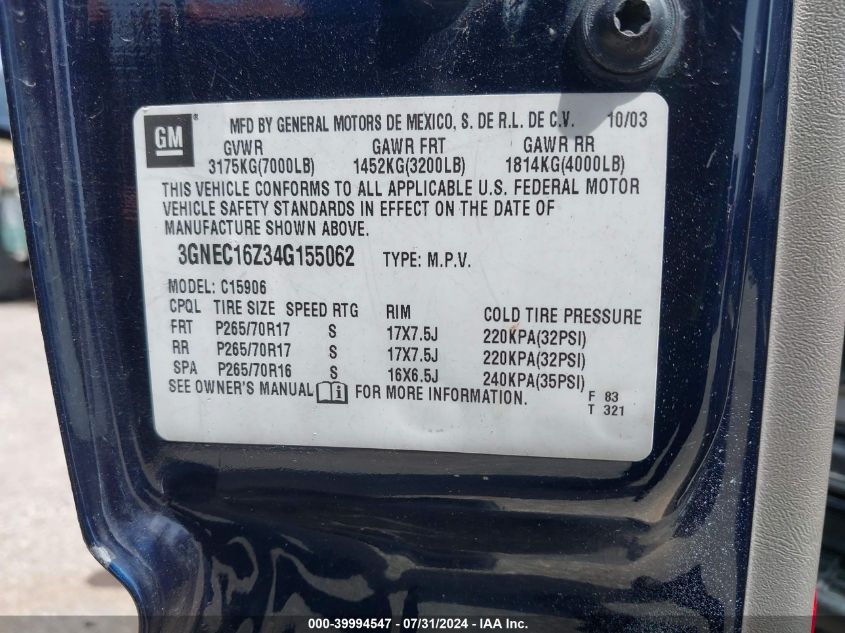 GM ® MFD BY GENERAL MOTORS DE MEXICO, S. DE R.L. DE C.V. 10/03
GVWR GAWR FRT GAWR RR
3175KG(7000LB) 1452KG(3200LB) 1814KG(4000LB)
THIS VEHICLE CONFORMS TO ALL APPLICABLE U.S. FEDERAL MOTOR
VEHICLE SAFETY STANDARDS IN EFFECT ON THE DATE OF
MANUFACTURE SHOWN ABOVE.
3GNEC16Z34G155062 TYPE: M.P.V.
MODEL: C15906
CPQL TIRE SIZE SPEED RTG RIM COLD TIRE PRESSURE
FRT P265/70R17 S 17X7.5J 220KPA(32PSI)
RR P265/70R17 S 17X7.5J 220KPA(32PSI)
SPA P265/70R16 S 16X6.5J 240KPA(35PSI)
SEE OWNER'S MANUAL i FOR MORE INFORMATION.
F 83
T 321
000-39994547 - 07/31/2024 - IAA Inc.